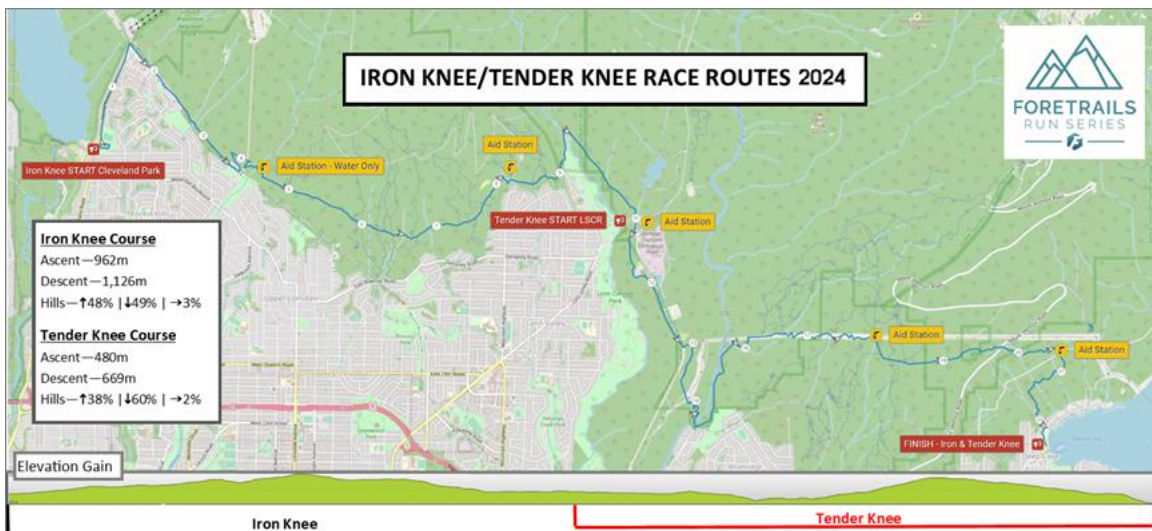 IRON KNEE/TENDER KNEE RACE ROUTES 2024
FORETRAILS
RUN SERIES
Iron Knee START Cleveland Park
Aid Station - Water Only
Aid Station
Tender Knee START LSCR
Aid Station
Aid Station
Aid Station
FINISH - Iron & Tender Knee
Iron Knee Course
Ascent—962m
Descent—1,126m
Hills—↑48% |↓49% | →3%
Tender Knee Course
Ascent—480m
Descent—669m
Hills—↑38% |↓60% | →2%
Elevation Gain
Iron Knee
Tender Knee